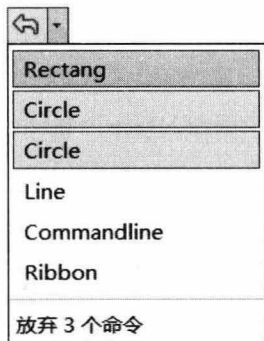 Rectang
Circle
Circle
Line
Commandline
Ribbon
放弃 3 个命令